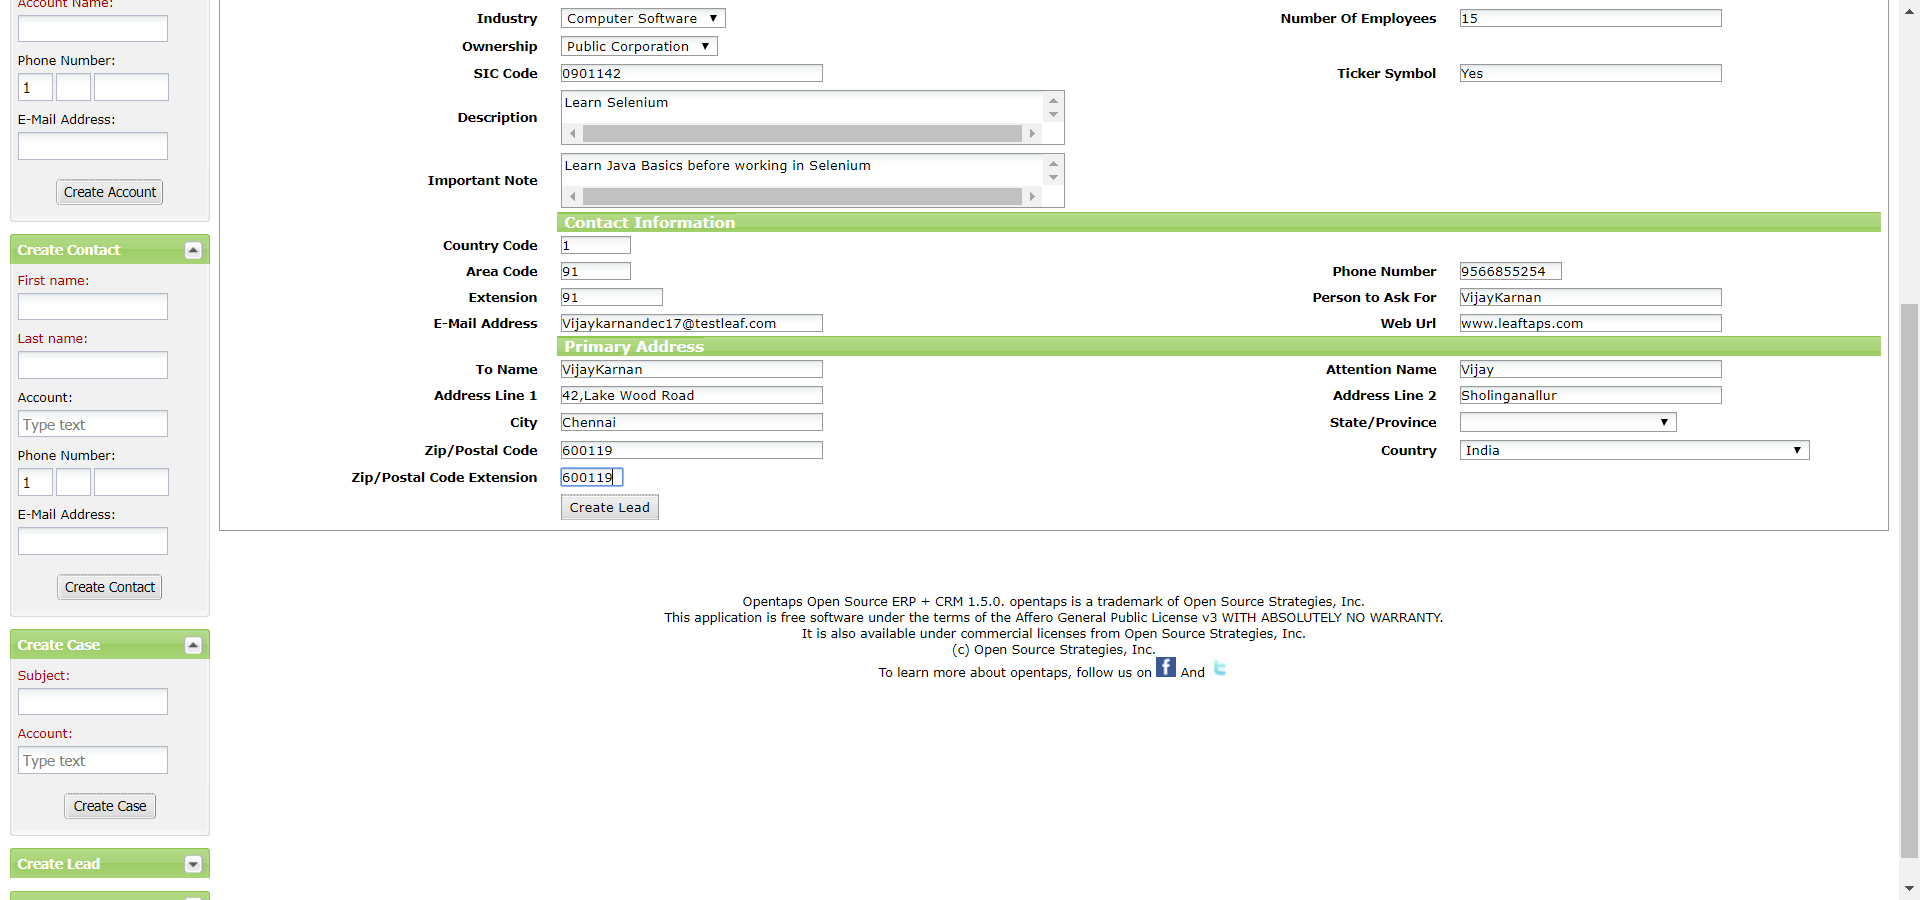 Account Name:
Phone Number:
1
E-Mail Address:
Create Account
Create Contact
First name:
Last name:
Account:
Type text
Phone Number:
1
E-Mail Address:
Create Contact
Create Case
Subject:
Account:
Type text
Create Case
Create Lead
Industry Computer Software Number Of Employees 15
Ownership Public Corporation
SIC Code 0901142 Ticker Symbol Yes
Description Learn Selenium
Important Note Learn Java Basics before working in Selenium
Contact Information
Country Code 1
Area Code 91 Phone Number 9566855254
Extension 91 Person to Ask For VijayKarnan
E-Mail Address Vijaykarnandec17@testleaf.com Web Url www.leaftaps.com
Primary Address
To Name VijayKarnan Attention Name Vijay
Address Line 1 42,Lake Wood Road Address Line 2 Sholinganallur
City Chennai State/Province
Zip/Postal Code 600119 Country India
Zip/Postal Code Extension 600119
Create Lead
Opentaps Open Source ERP + CRM 1.5.0. opentaps is a trademark of Open Source Strategies, Inc.
This application is free software under the terms of the Affero General Public License v3 WITH ABSOLUTELY NO WARRANTY.
It is also available under commercial licenses from Open Source Strategies, Inc.
(c) Open Source Strategies, Inc.
To learn more about opentaps, follow us on f And t